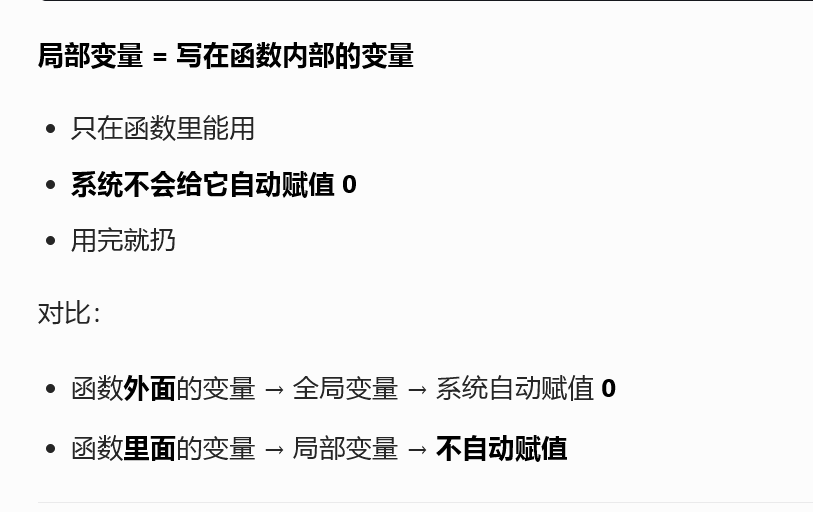 局部变量 = 写在函数内部的变量
• 只在函数里能用
• 系统不会给它自动赋值 0
• 用完就扔
对比：
• 函数外面的变量 → 全局变量 → 系统自动赋值 0
• 函数里面的变量 → 局部变量 → 不自动赋值